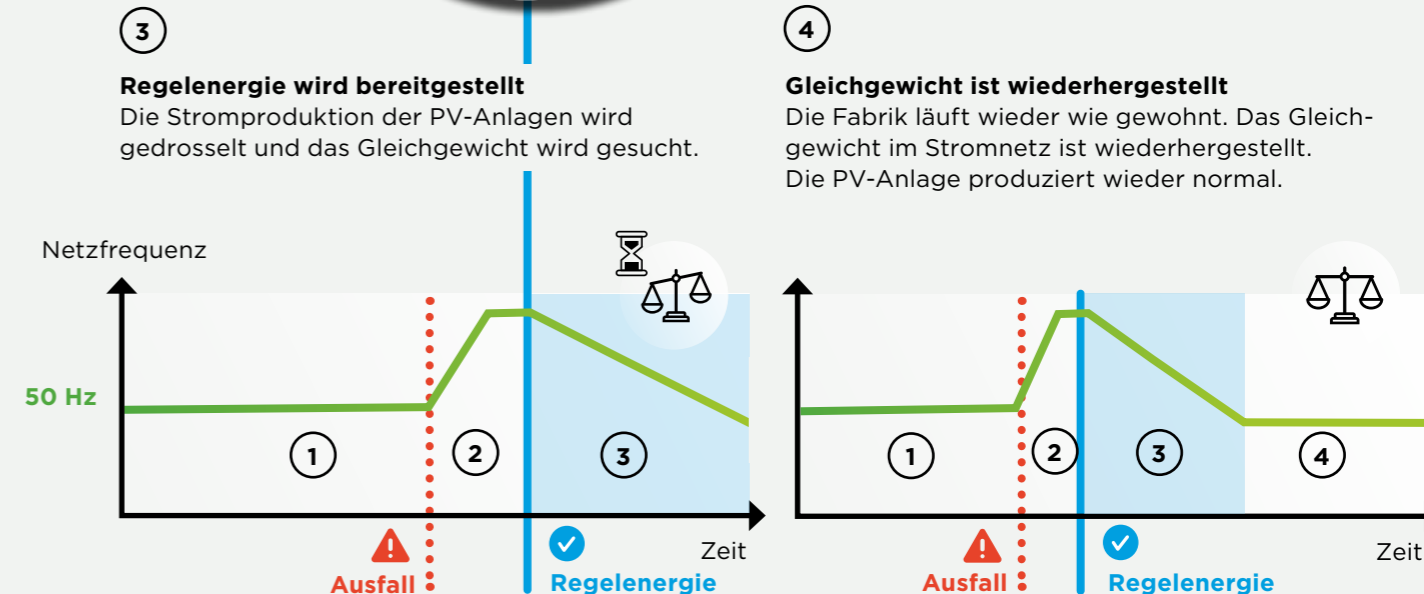 3
Regelenergie wird bereitgestellt
Die Stromproduktion der PV-Anlagen wird
gedrosselt und das Gleichgewicht wird gesucht.
Netzfrequenz
50 Hz
1
2
3
Zeit
Ausfall
Regelenergie
4
Gleichgewicht ist wiederhergestellt
Die Fabrik läuft wieder wie gewohnt. Das Gleich-
gewicht im Stromnetz ist wiederhergestellt.
Die PV-Anlage produziert wieder normal.
1
2
3
4
Zeit
Ausfall
Regelenergie